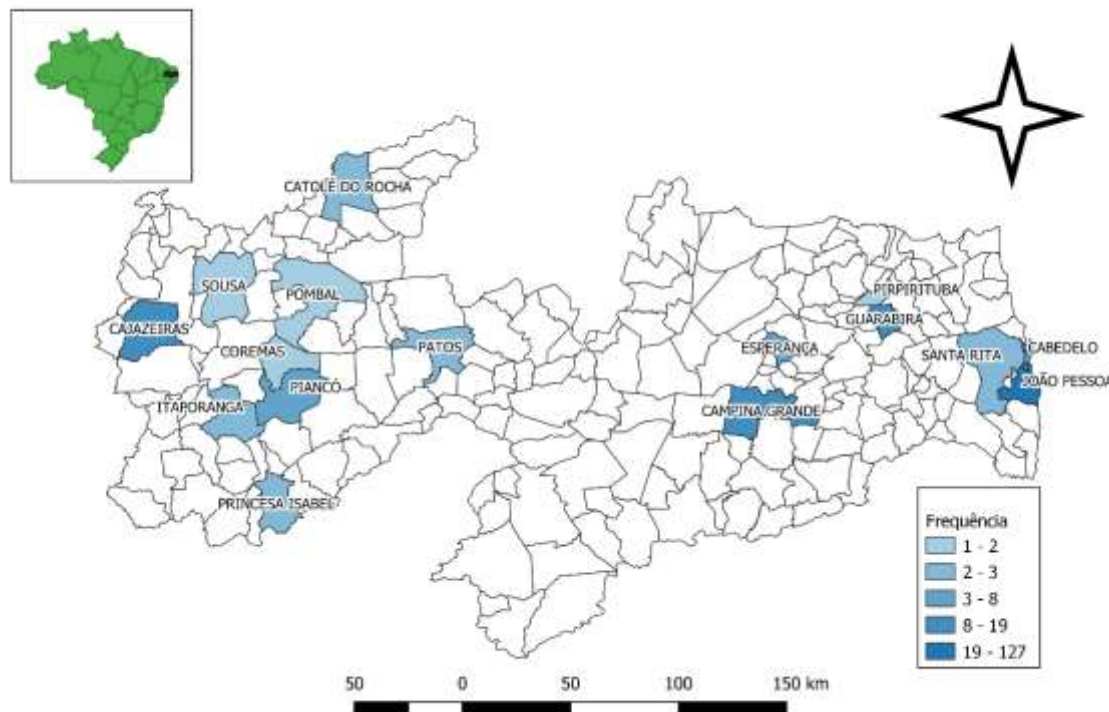 CATOLÉ DO ROCHA
SOUSA
POMBAL
PIRPIRITUBA
GUARABIRA
CAJAZEIRAS
PATOS
ESPERANÇA
CABEDELO
COREMAS
SANTA RITA
PIANCÓ
JOÃO PESSOA
ITAPORANGA
CAMPINA GRANDE
PRINCESA ISABEL
Frequência
1 - 2
2 - 3
3 - 8
8 - 19
19 - 127
50 0 50 100 150 km